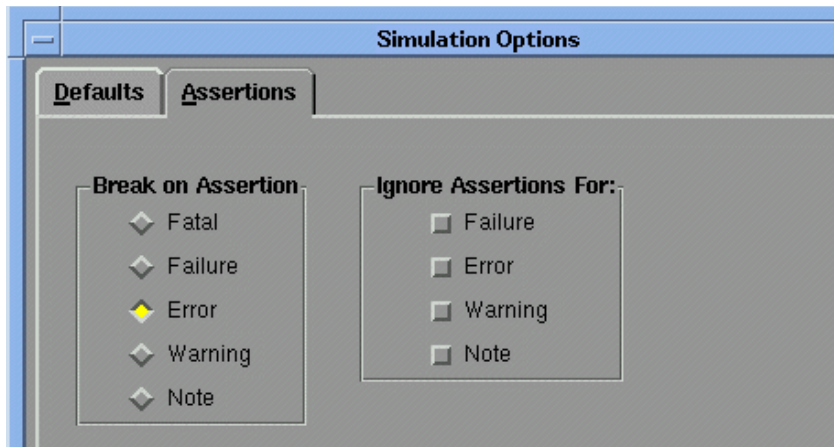 Simulation Options
Defaults Assertions
Break on Assertion
Fatal
Failure
Error
Warning
Note
Ignore Assertions For:
Failure
Error
Warning
Note